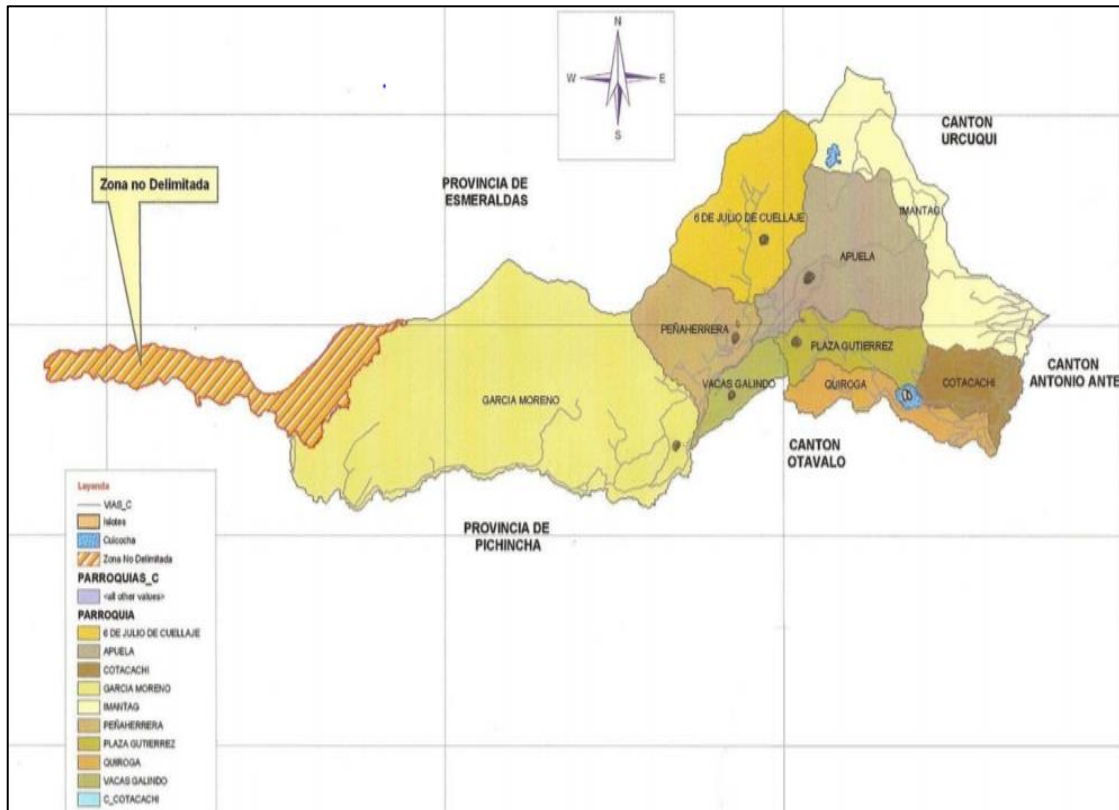 N
W E
S
CANTON
URCUQUI
Zona no Delimitada
PROVINCIA DE
ESMERALDAS
6 DE JULIO DE CUELLAJE
IMANTAG
APUELA
PEÑAHERRERA
PLAZA GUTIERREZ
CANTON
ANTONIO ANTE
VACAS GALINDO
QUIROGA
COTACACHI
GARCIA MORENO
CANTON
OTAVALO
PROVINCIA DE
PICHINCHA
Leyenda
VIAS_C
Islotes
Cuicocha
Zona No Delimitada
PARROQUIAS_C
<all other values>
PARROQUIA
6 DE JULIO DE CUELLAJE
APUELA
COTACACHI
GARCIA MORENO
IMANTAG
PEÑAHERRERA
PLAZA GUTIERREZ
QUIROGA
VACAS GALINDO
C_COTACACHI